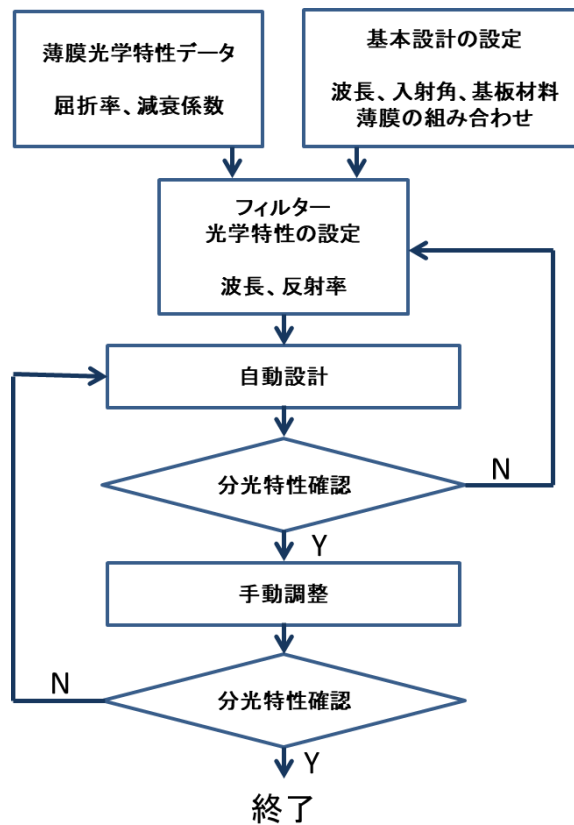 薄膜光学特性データ
屈折率、減衰係数
基本設計の設定
波長、入射角、基板材料
薄膜の組み合わせ
フィルター
光学特性の設定
波長、反射率
自動設計
分光特性確認
N
Y
手動調整
分光特性確認
N
Y
終了